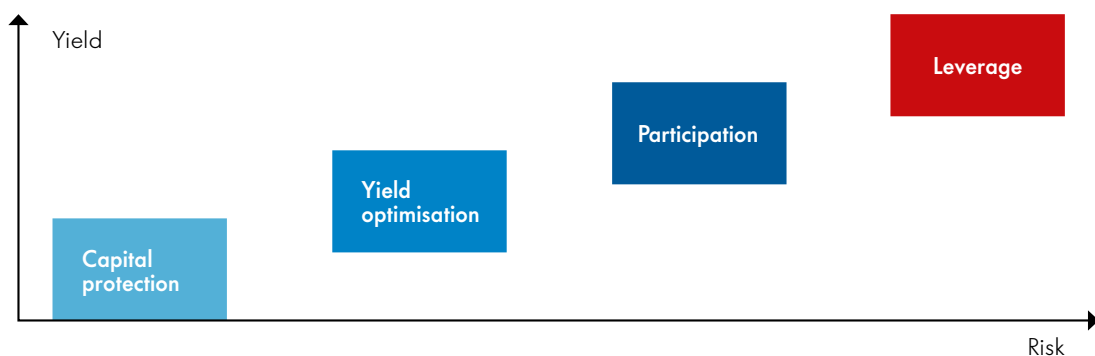 Yield
Leverage
Participation
Yield
optimisation
Capital
protection
Risk